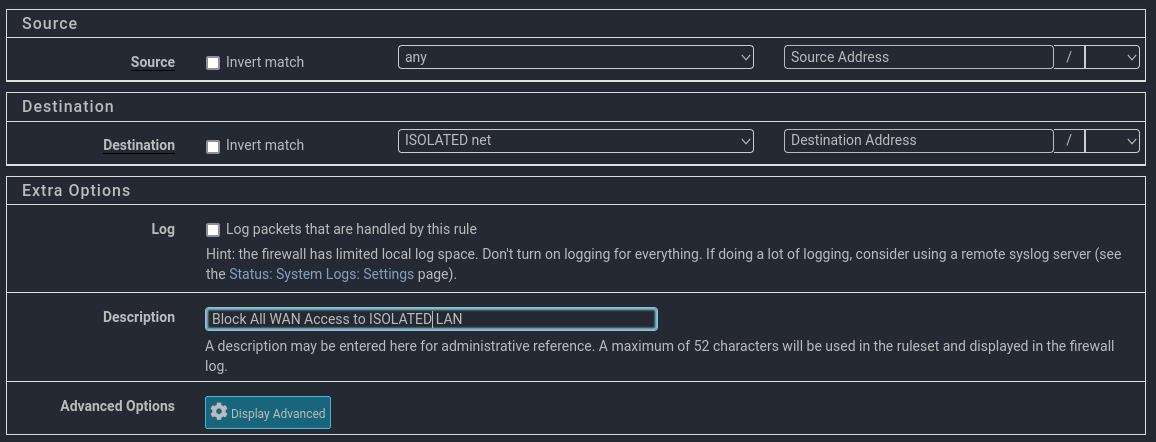 Source
Source Invert match any Source Address /
Destination
Destination Invert match ISOLATED net Destination Address /
Extra Options
Log Log packets that are handled by this rule
Hint: the firewall has limited local log space. Don't turn on logging for everything. If doing a lot of logging, consider using a remote syslog server (see
the Status: System Logs: Settings page).
Description Block All WAN Access to ISOLATED LAN
A description may be entered here for administrative reference. A maximum of 52 characters will be used in the ruleset and displayed in the firewall
log.
Advanced Options Display Advanced